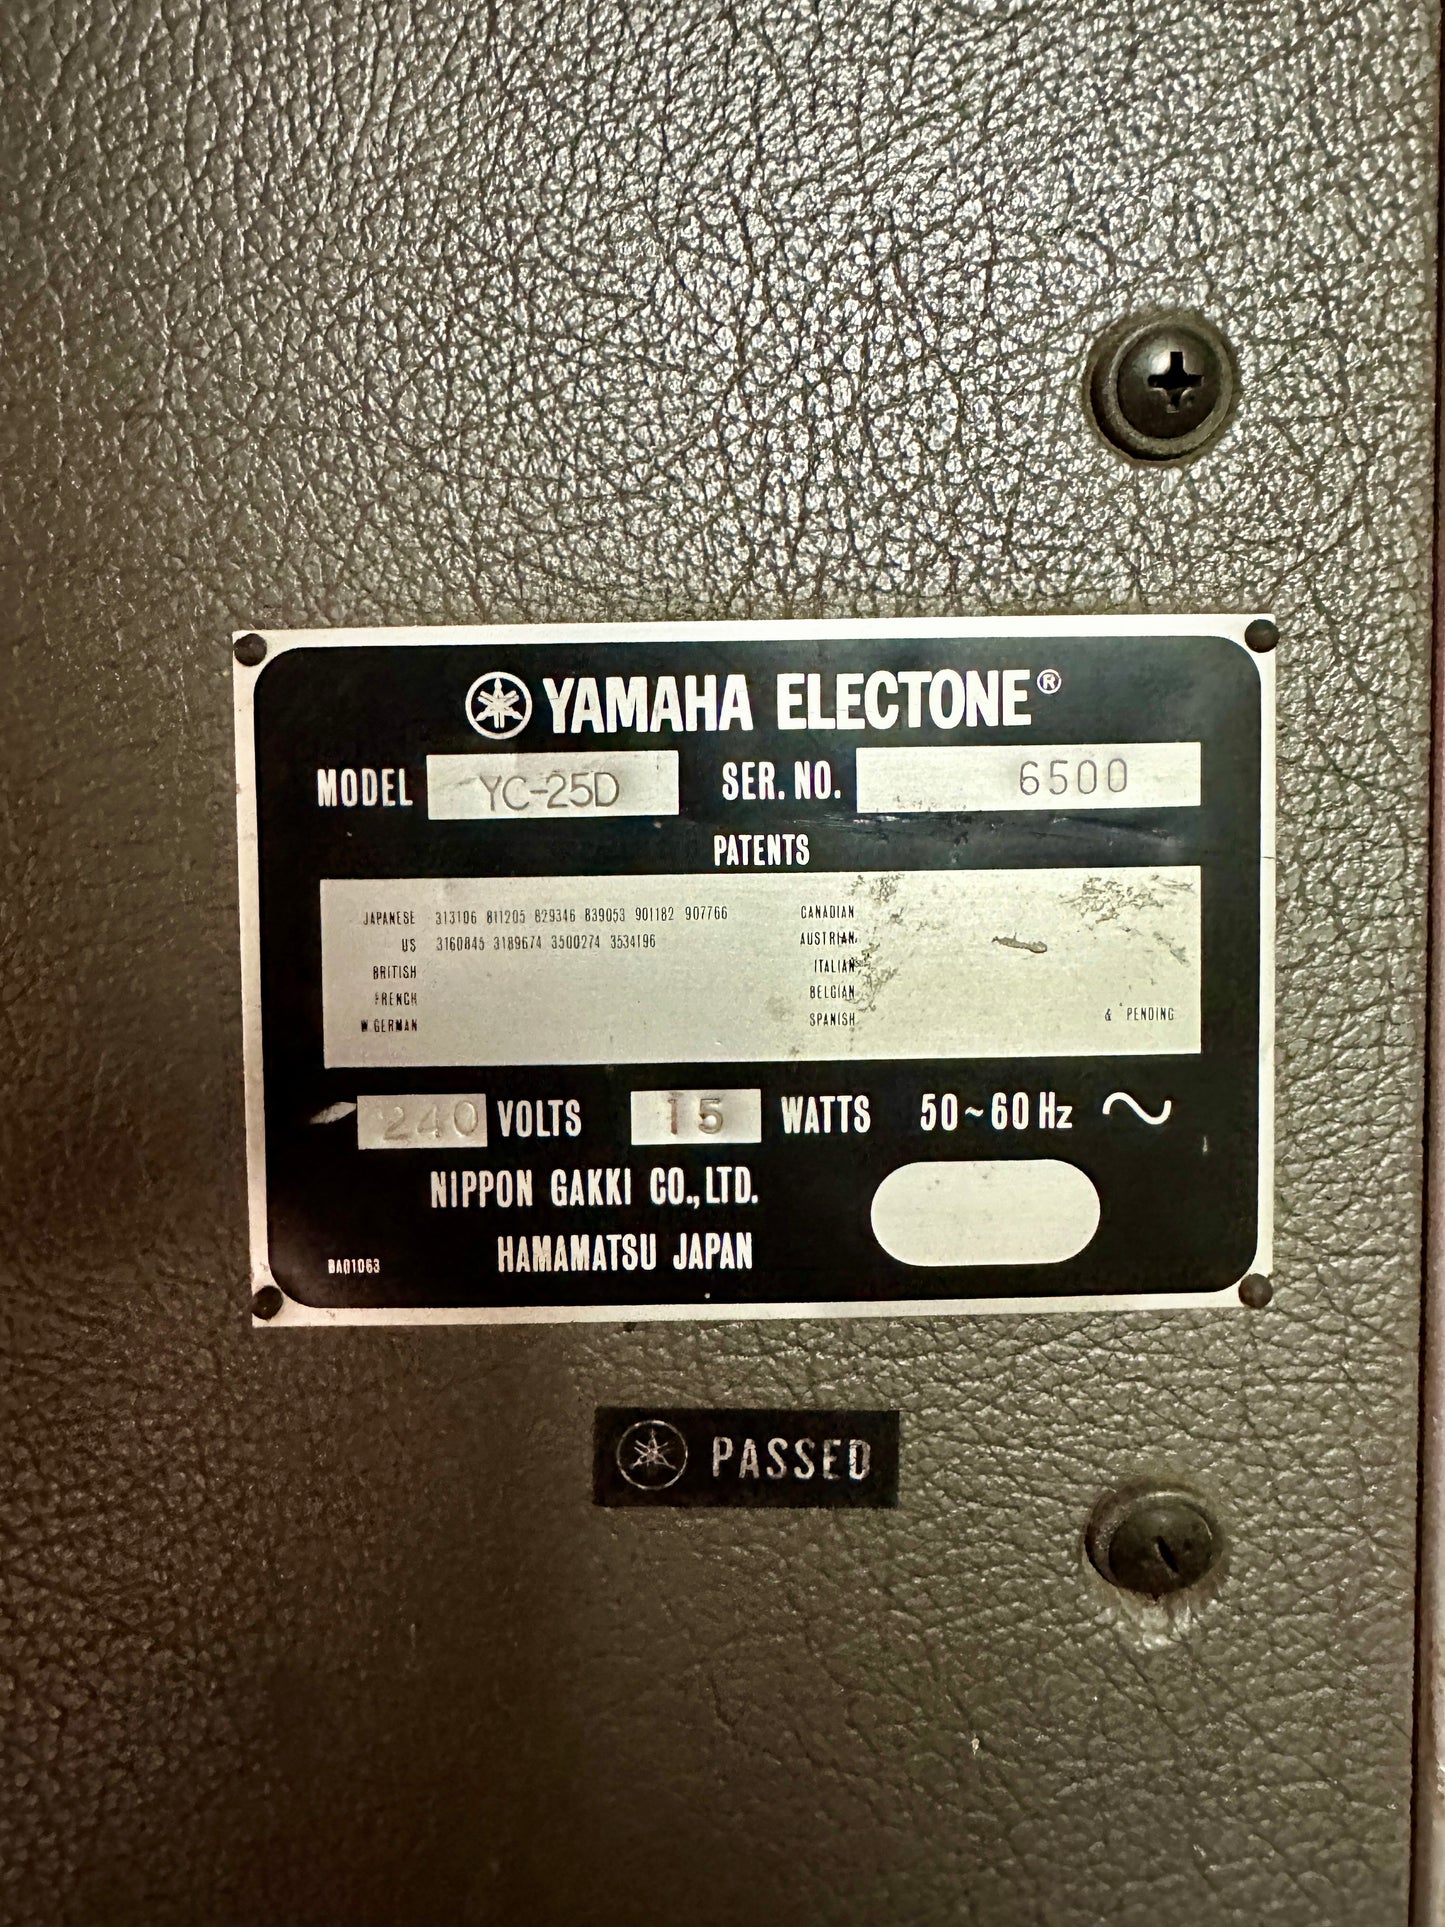 YAMAHA ELECTONE®
MODEL YC-25D SER. NO. 6500
PATENTS
JAPANESE 313106 811205 829346 839053 901182 907766
US 3160845 3189674 3500274 3534196
BRITISH
FRENCH
W.GERMAN
CANADIAN
AUSTRIAN
ITALIAN
BELGIAN
SPANISH
& PENDING
240 VOLTS 15 WATTS 50~60Hz ~
NIPPON GAKKI CO., LTD.
HAMAMATSU JAPAN
BA01063
PASSED